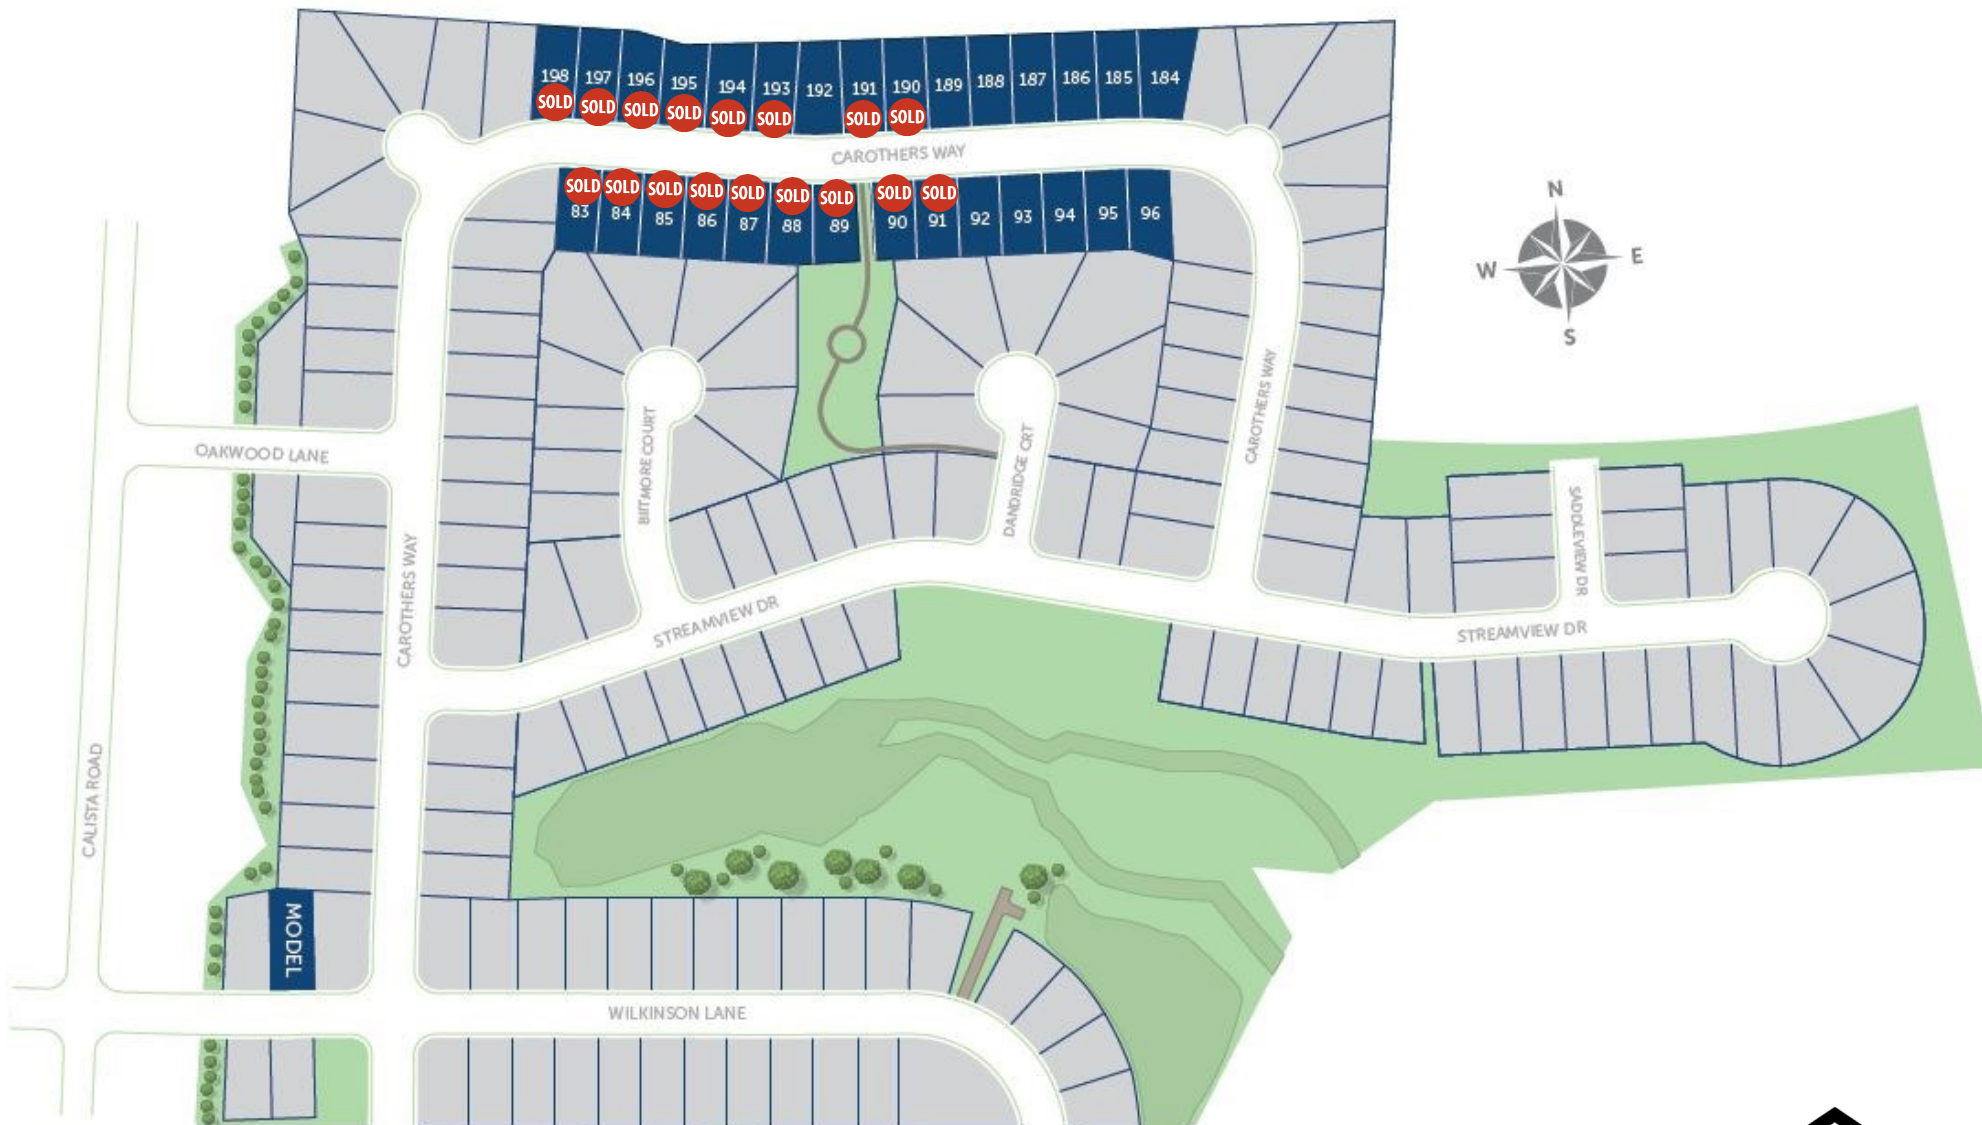 198 197 196 195 194 193 192 191 190 189 188 187 186 185 184
SOLD SOLD SOLD SOLD SOLD SOLD SOLD SOLD
CAROTHERS WAY
SOLD SOLD SOLD SOLD SOLD SOLD SOLD SOLD SOLD
83 84 85 86 87 88 89 90 91 92 93 94 95 96
N
W
E
S
OAKWOOD LANE
BIITMORE COURT
DANDRIDGE CRT
CAROTHERS WAY
SADDLEVIEW DR
CAROTHERS WAY
STREAMVIEW DR
STREAMVIEW DR
CALISTA ROAD
MODEL
WILKINSON LANE